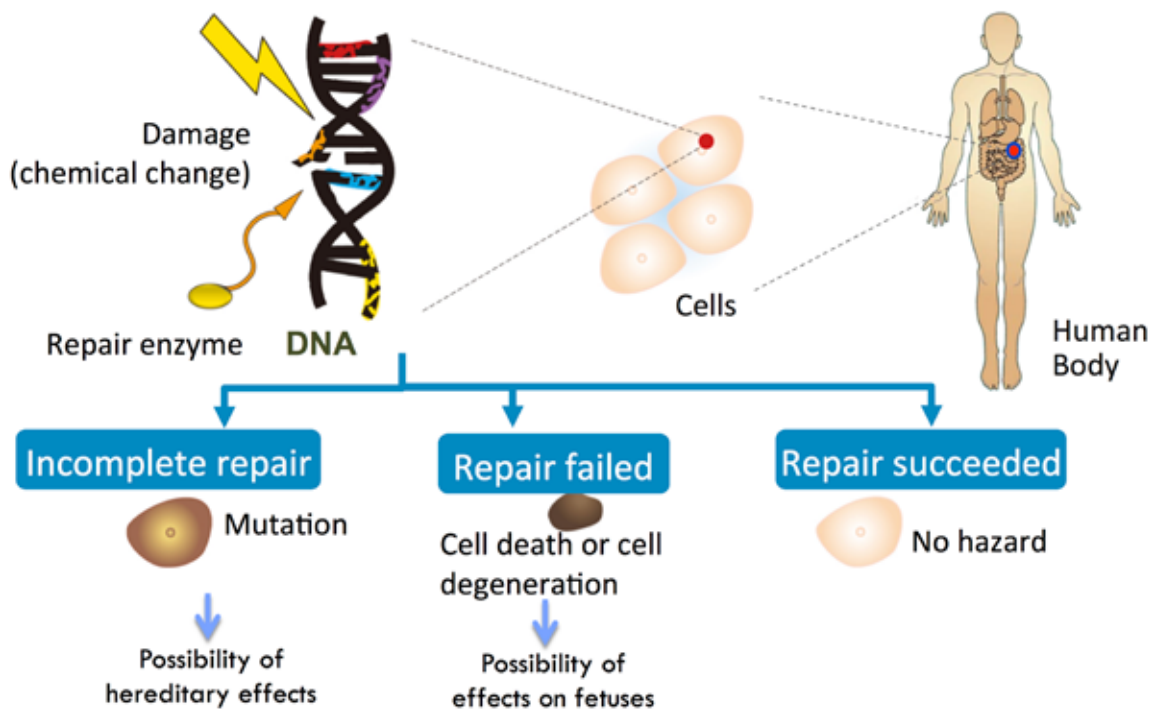 Damage
(chemical change)
Repair enzyme
DNA
Cells
Human
Body
Incomplete repair
Repair failed
Repair succeeded
Mutation
Cell death or cell
degeneration
No hazard
Possibility of
hereditary effects
Possibility of
effects on fetuses